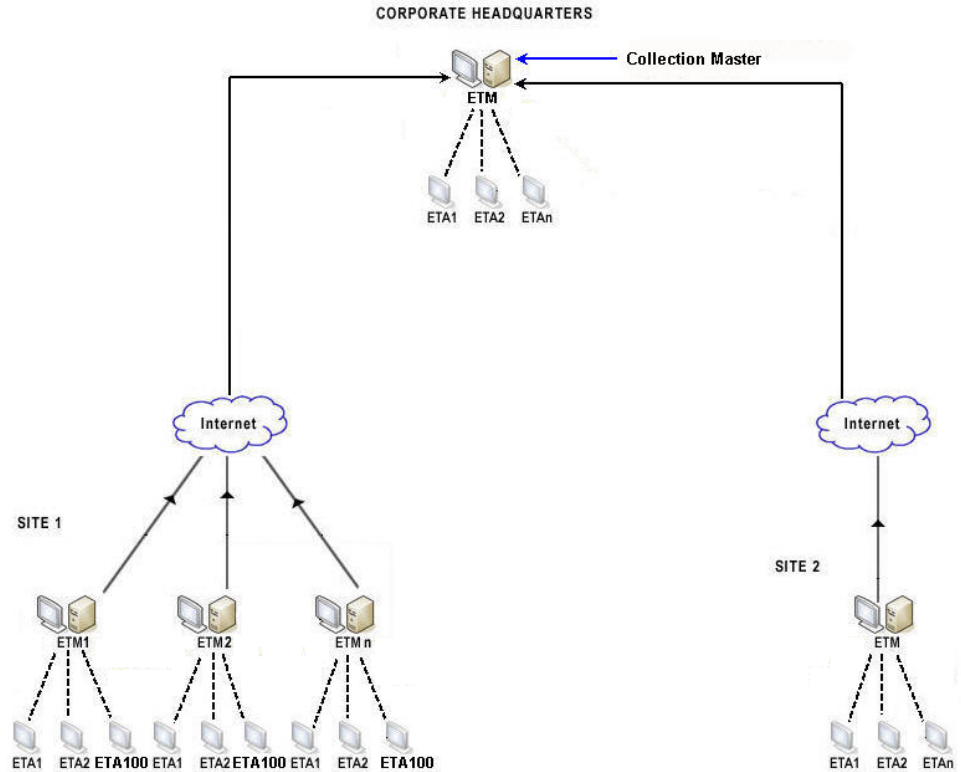 CORPORATE HEADQUARTERS
Collection Master
ETM
ETA1 ETA2 ETAn
Internet
Internet
SITE 1
SITE 2
ETM1 ETM2 ETM n
ETM
ETA1 ETA2 ETA100 ETA1 ETA2 ETA100 ETA1 ETA2 ETA100
ETA1 ETA2 ETAn